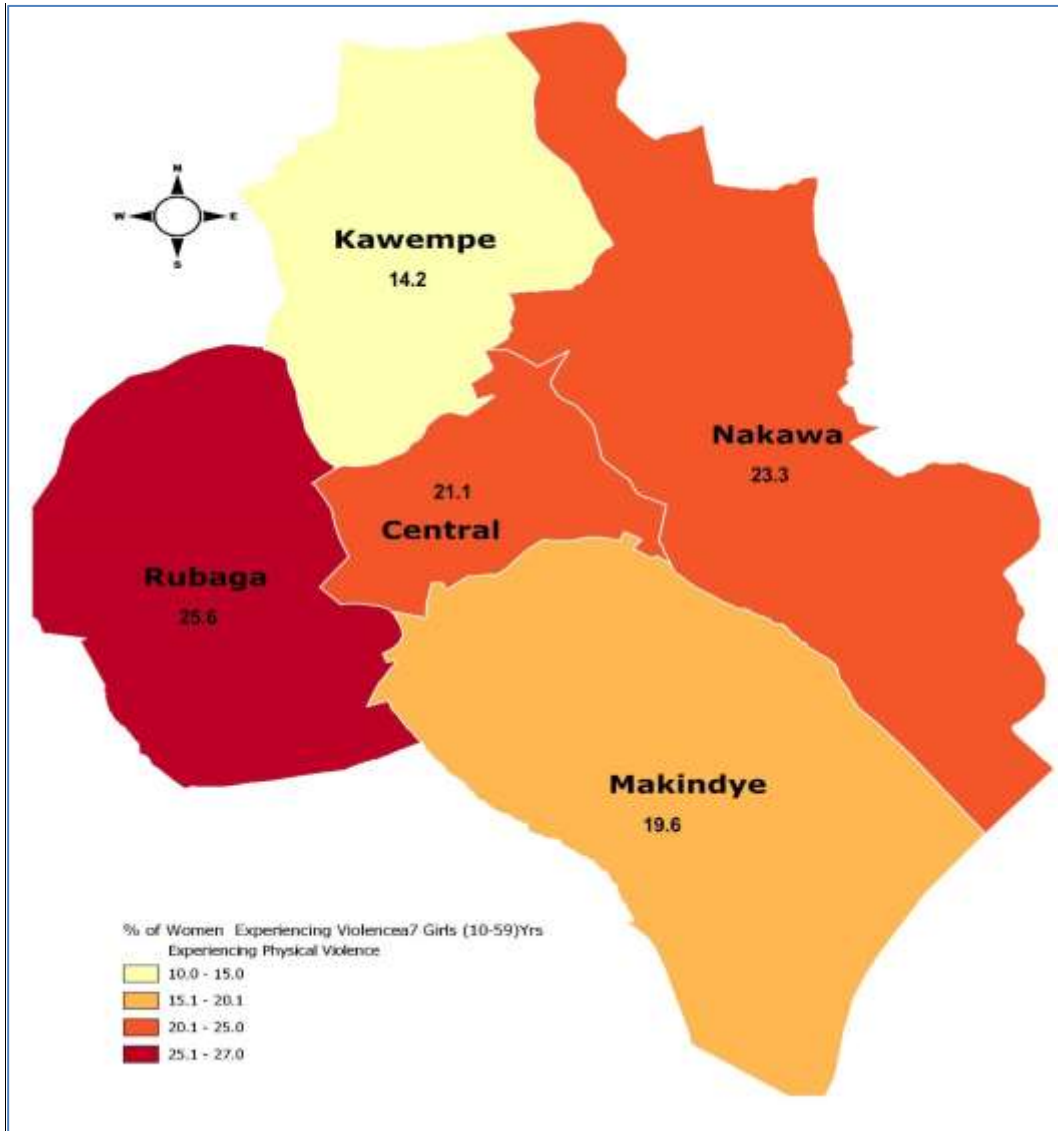 N
W E
S
Kawempe
14.2
Nakawa
23.3
21.1
Central
Rubaga
25.6
Makindye
19.6
% of Women Experiencing Violencea7 Girls (10-59)Yrs
Experiencing Physical Violence
10.0 - 15.0
15.1 - 20.1
20.1 - 25.0
25.1 - 27.0